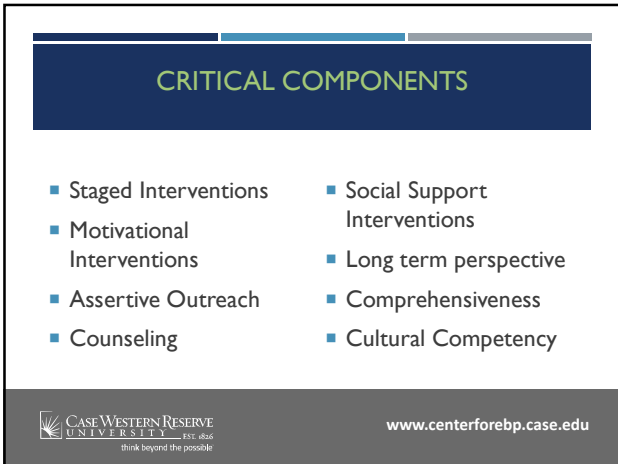 CRITICAL COMPONENTS
Staged Interventions
Motivational
Interventions
Assertive Outreach
Counseling
Social Support
Interventions
Long term perspective
Comprehensiveness
Cultural Competency
CASE WESTERN RESERVE
UNIVERSITY EST. 1826
think beyond the possible
www.centerforebp.case.edu